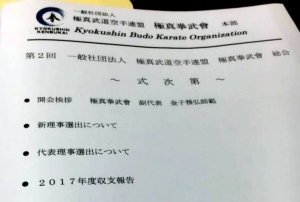 一般社団法人
極真武道空手連盟 極真拳武會 本部
KYOKUSHIN
KENBUKAI
Kyokushin Budo Karate Organization
第2回 一般社団法人 極真武道空手連盟 極真拳武會 総会
～ 式 次 第 ～
● 開会挨拶 極真拳武會 副代表 金子雅弘師範
● 新理事選出について
● 代表理事選出について
● 2017年度収支報告